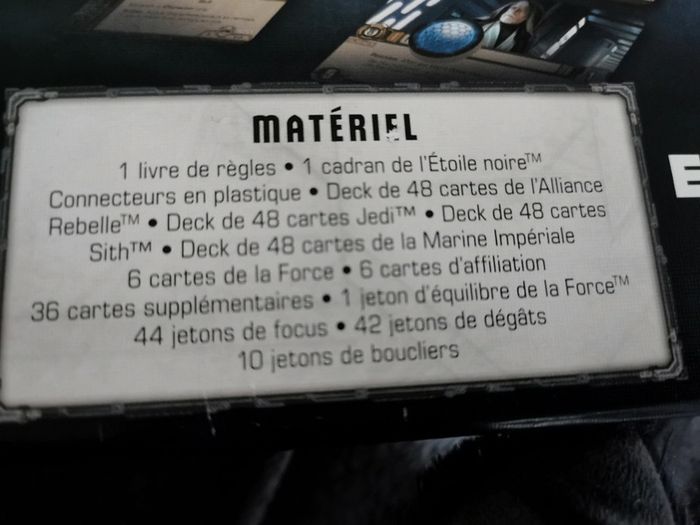 MATÉRIEL
1 livre de règles • 1 cadran de l'Étoile noire™
Connecteurs en plastique • Deck de 48 cartes de l'Alliance
Rebelle™ • Deck de 48 cartes Jedi™ • Deck de 48 cartes
Sith™ • Deck de 48 cartes de la Marine Impériale
6 cartes de la Force • 6 cartes d'affiliation
36 cartes supplémentaires • 1 jeton d'équilibre de la Force™
44 jetons de focus • 42 jetons de dégâts
10 jetons de boucliers
E